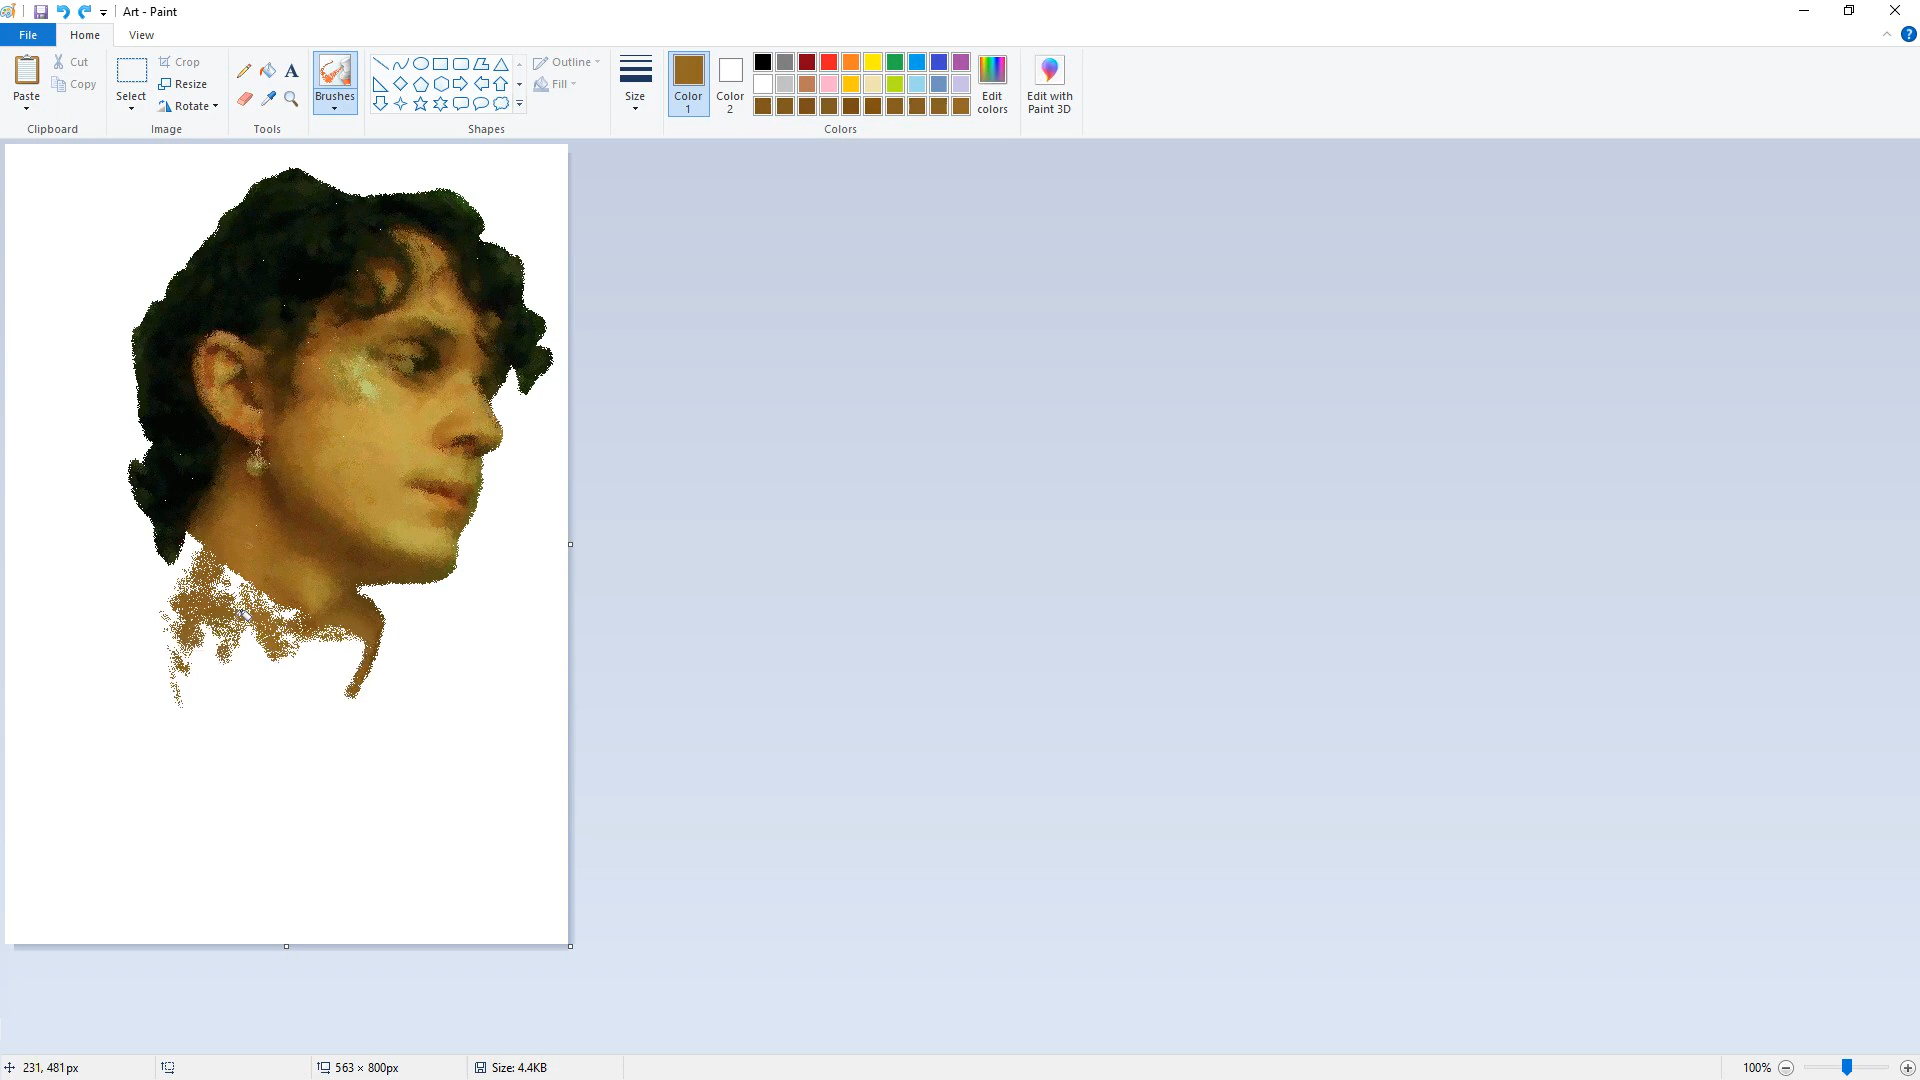 Art - Paint
File Home View
Paste
Cut
Copy
Clipboard
Select
Crop
Resize
Rotate
Image
A
Tools
Brushes
Shapes
Outline
Fill
Size
Color
1
Color
2
Colors
Edit
colors
Edit with
Paint 3D
?
231, 481px
563 × 800px
Size: 4.4KB
100%